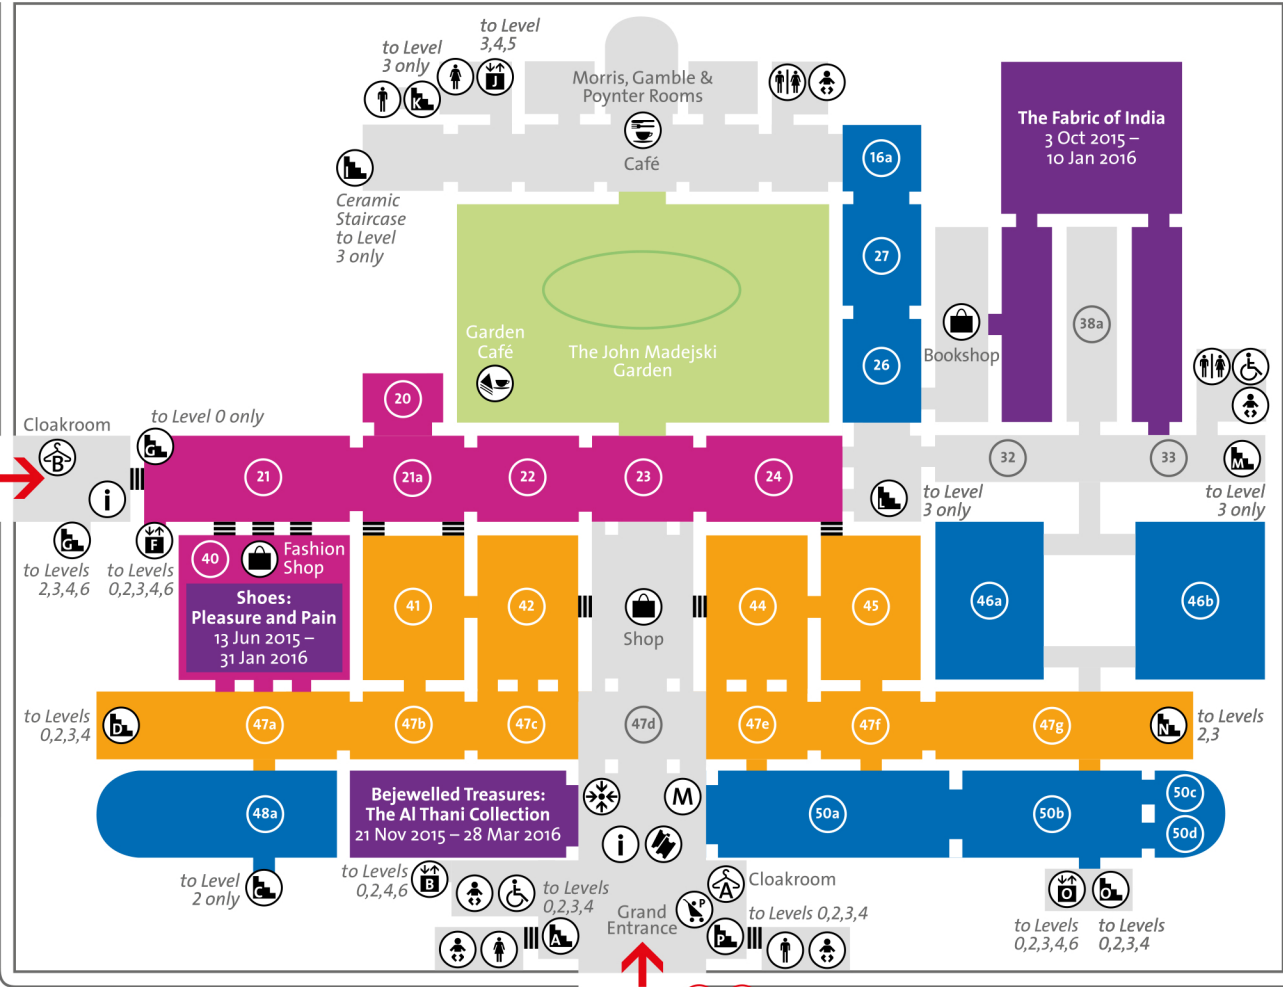 to Level
3,4,5
to Level
3 only
K
J
Morris, Gamble &
Poynter Rooms
Café
I
Ceramic
Staircase
to Level
3 only
16a
27
26
The Fabric of India
3 Oct 2015 –
10 Jan 2016
Garden
Café
The John Madejski
Garden
Bookshop
38a
20
Cloakroom
B
to Level 0 only
G
21
21a
22
23
24
32
33
M
i
L
to Level
3 only
to Level
3 only
G
to Levels
2,3,4,6
F
to Levels
0,2,3,4,6
40
Fashion
Shop
Shoes:
Pleasure and Pain
13 Jun 2015 –
31 Jan 2016
41
42
Shop
44
45
46a
46b
to Levels
0,2,3,4
D
47a
47b
47c
47d
47e
47f
47g
N
to Levels
2,3
48a
Bejewelled Treasures:
The Al Thani Collection
21 Nov 2015 – 28 Mar 2016
M
i
50a
50b
50c
50d
to Level
2 only
C
to Levels
0,2,4,6
B
to Levels
0,2,3,4
A
Grand
Entrance
P
A
Cloakroom
P
to Levels 0,2,3,4
O
O
to Levels
0,2,3,4,6
to Levels
0,2,3,4